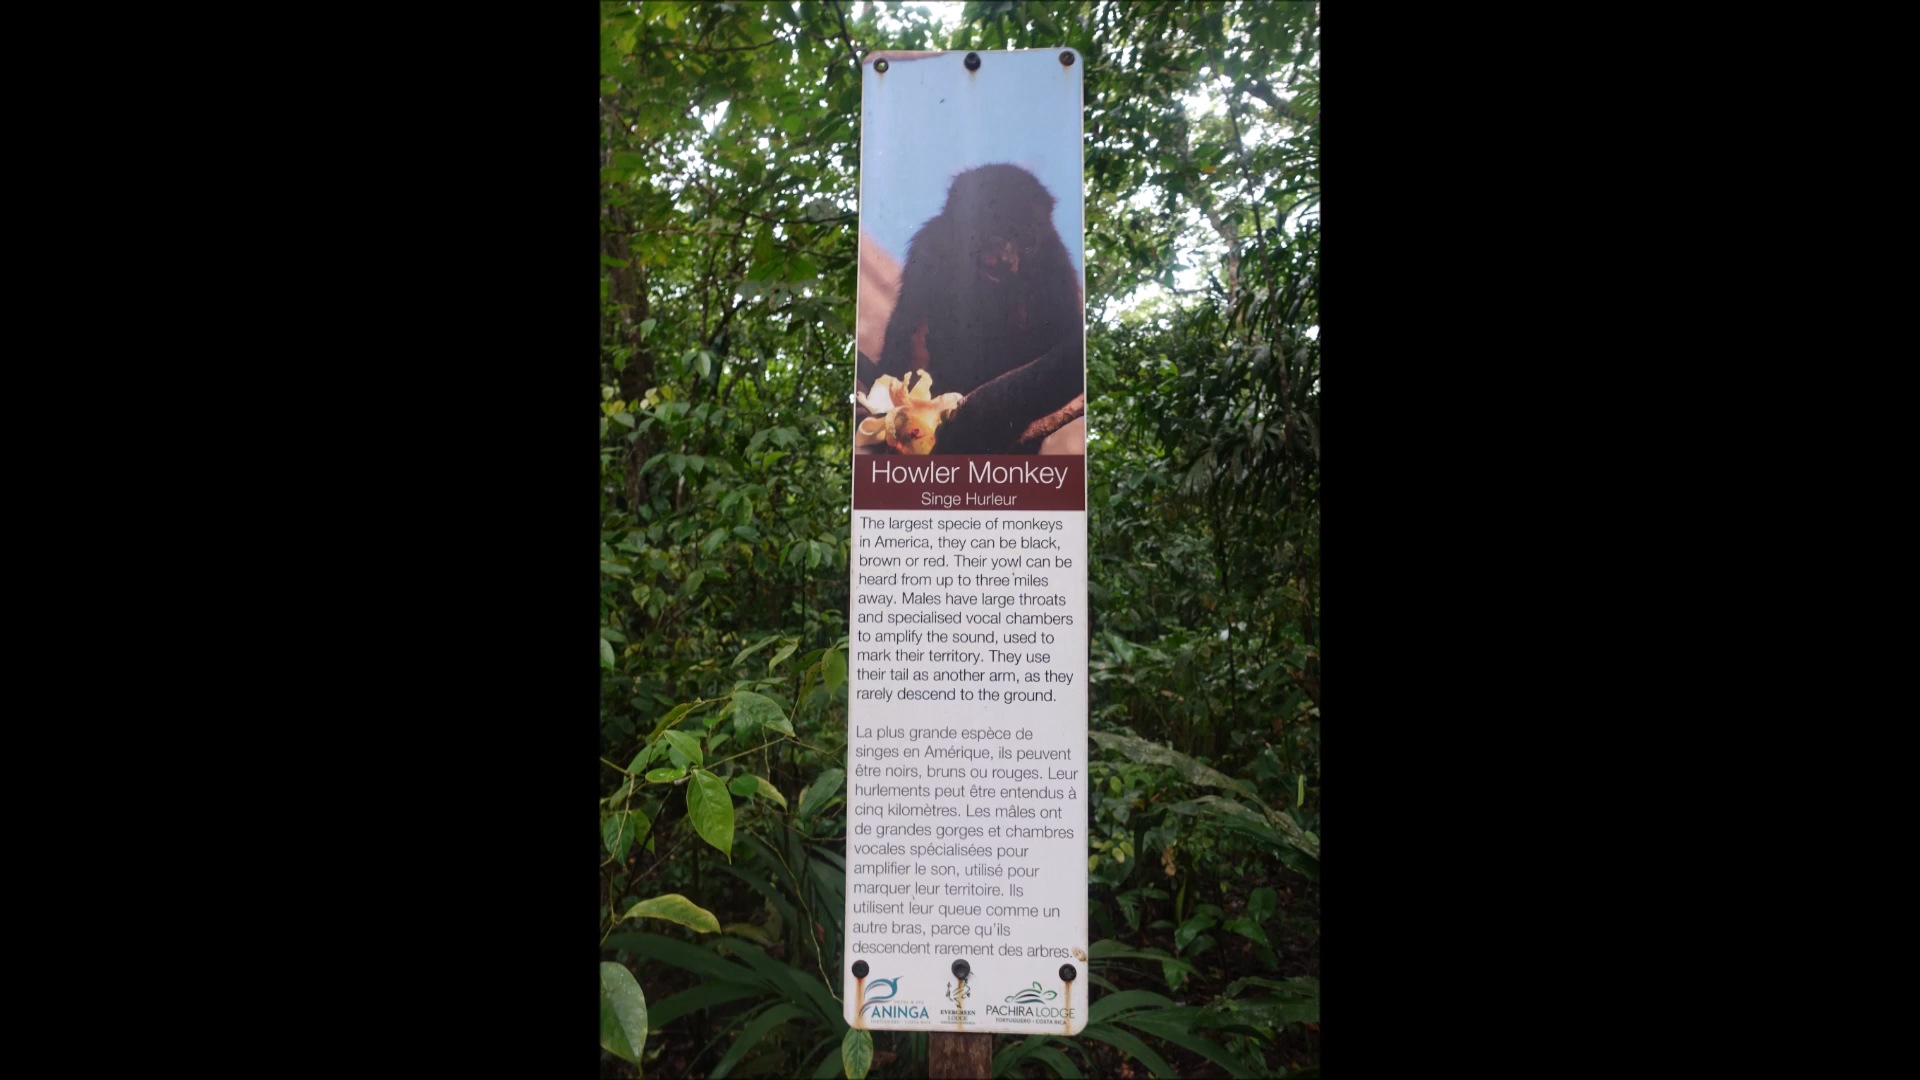 Howler Monkey
Singe Hurleur
The largest specie of monkeys
in America, they can be black,
brown or red. Their yowl can be
heard from up to three miles
away. Males have large throats
and specialised vocal chambers
to amplify the sound, used to
mark their territory. They use
their tail as another arm, as they
rarely descend to the ground.
La plus grande espèce de
singes en Amérique, ils peuvent
être noirs, bruns ou rouges. Leur
hurlements peut être entendus à
cinq kilomètres. Les mâles ont
de grandes gorges et chambres
vocales spécialisées pour
amplifier le son, utilisé pour
marquer leur territoire. Ils
utilisent leur queue comme un
autre bras, parce qu'ils
descendent rarement des arbres.
HOTEL & SPA
ANINGA
TORTUGUERO - COSTA RICA
EVERGREEN
LODGE
PACHIRA LODGE
TORTUGUERO - COSTA RICA